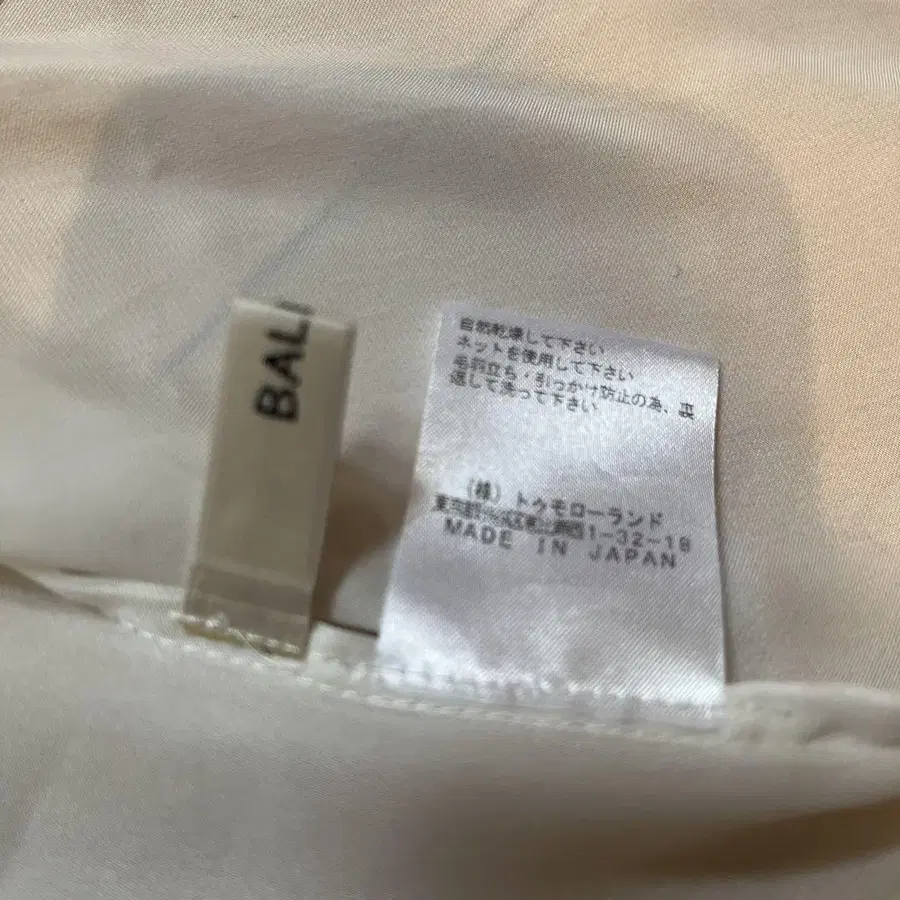 BALL
自然乾燥して下さい
ネットを使用して下さい
毛羽立ち・引っかけ防止の為、裏
返して洗って下さい
(株) トゥモローランド
1-32-18
MADE IN JAPAN